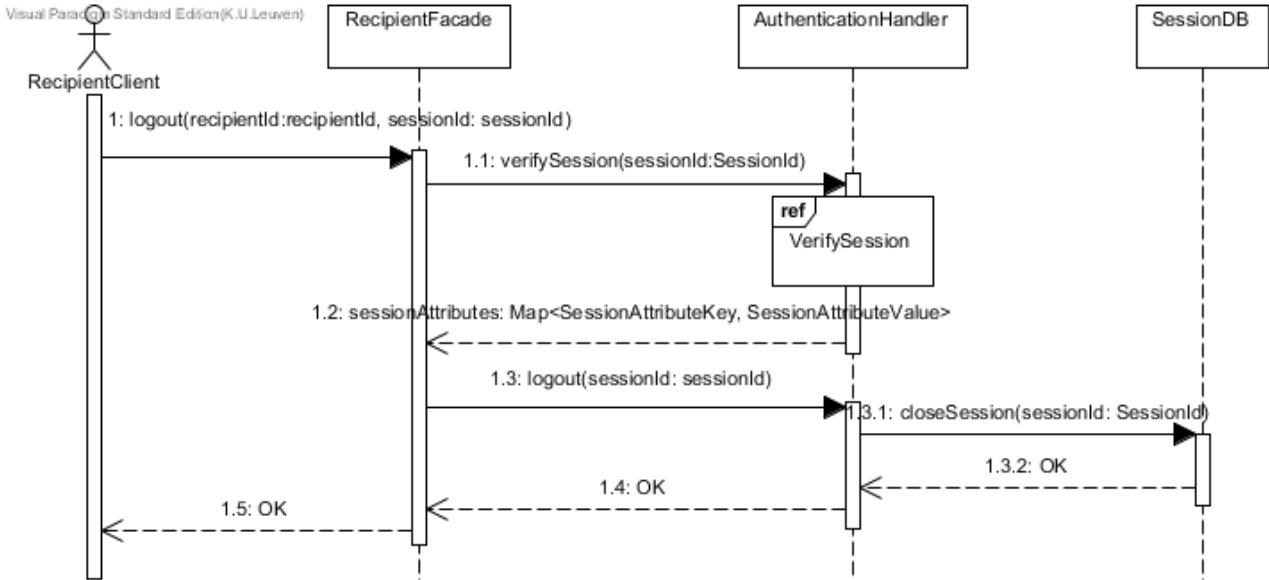 Visual Paradigm Standard Edition(K.U.Leuven)
RecipientFacade
AuthenticationHandler
SessionDB
RecipientClient
1: logout(recipientId:recipientId, sessionId: sessionId)
1.1: verifySession(sessionId:SessionId)
ref
VerifySession
1.2: sessionAttributes: Map<SessionAttributeKey, SessionAttributeValue>
1.3: logout(sessionId: sessionId)
1.3.1: closeSession(sessionId: SessionId)
1.3.2: OK
1.4: OK
1.5: OK